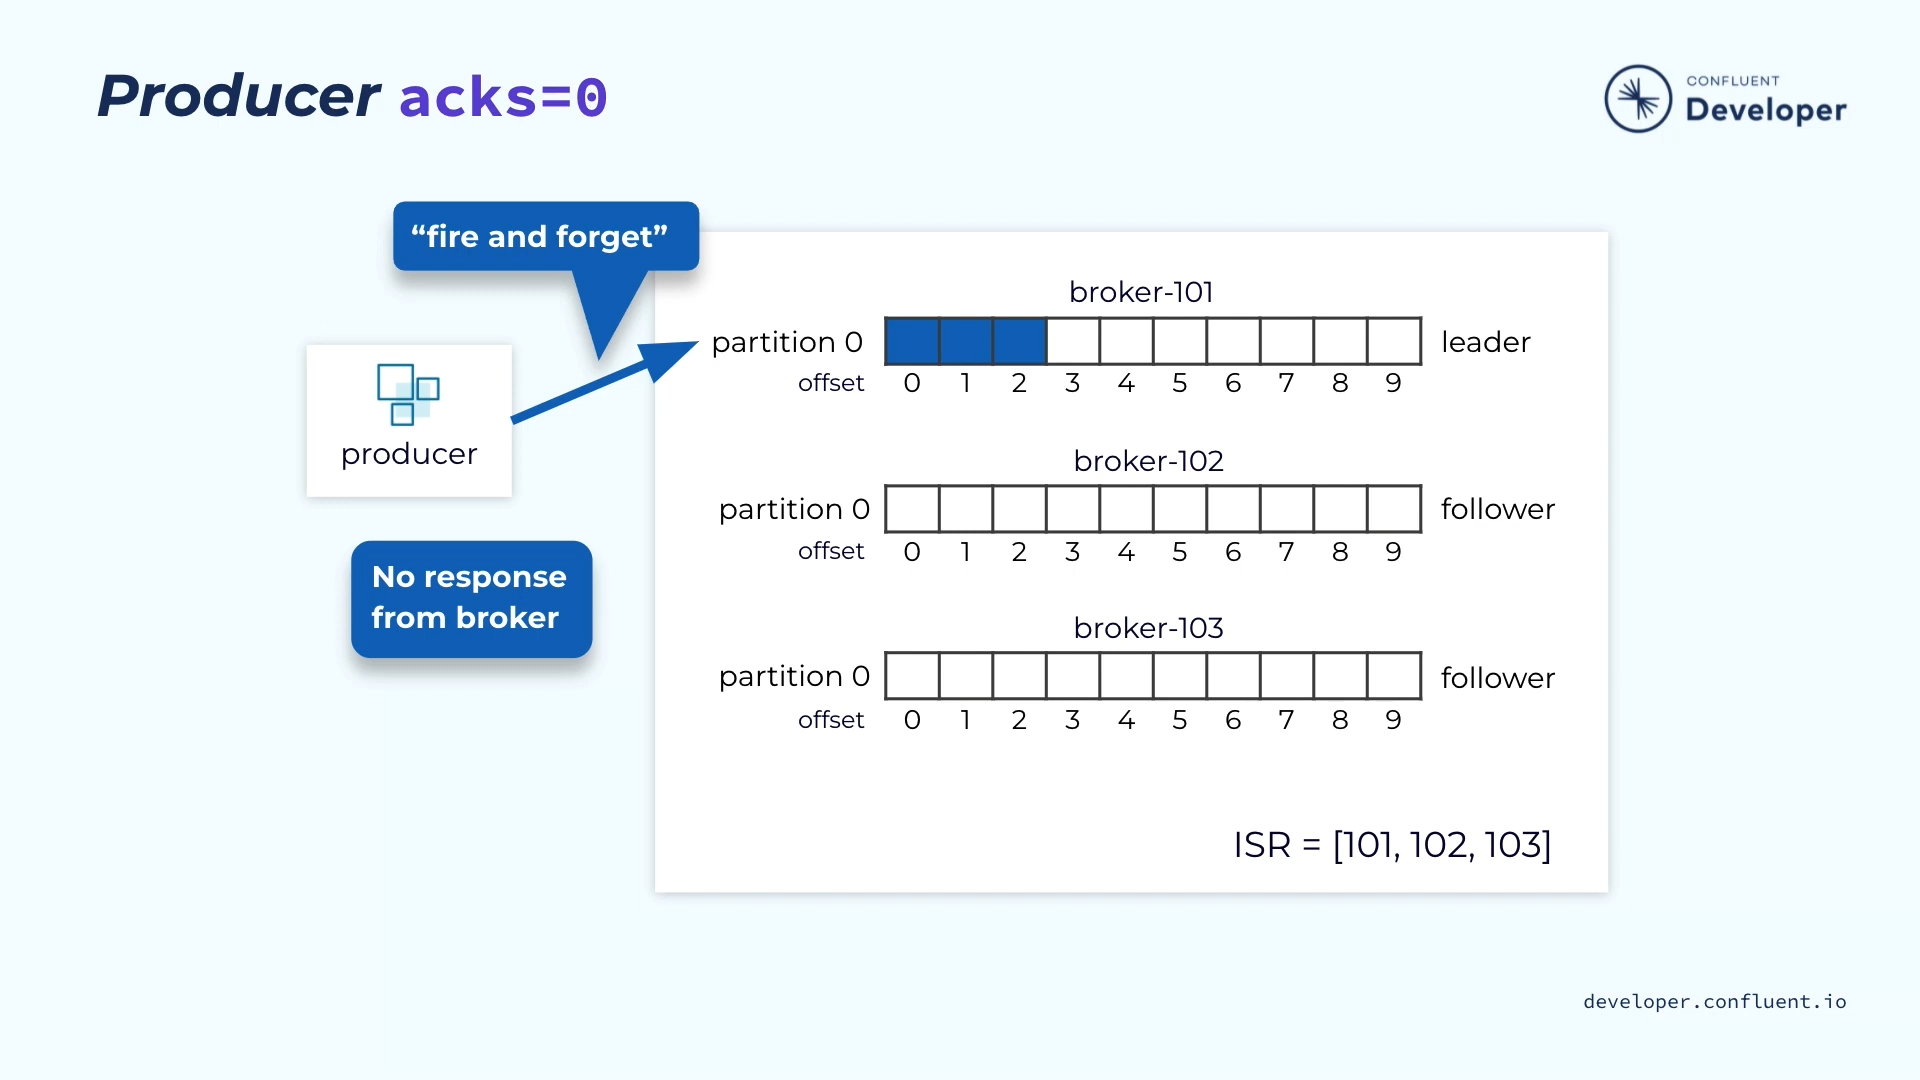 Producer acks=0
CONFLUENT
Developer
“fire and forget”
producer
No response
from broker
broker-101
partition 0
leader
offset 0 1 2 3 4 5 6 7 8 9
broker-102
partition 0
follower
offset 0 1 2 3 4 5 6 7 8 9
broker-103
partition 0
follower
offset 0 1 2 3 4 5 6 7 8 9
ISR = [101, 102, 103]
developer.confluent.io